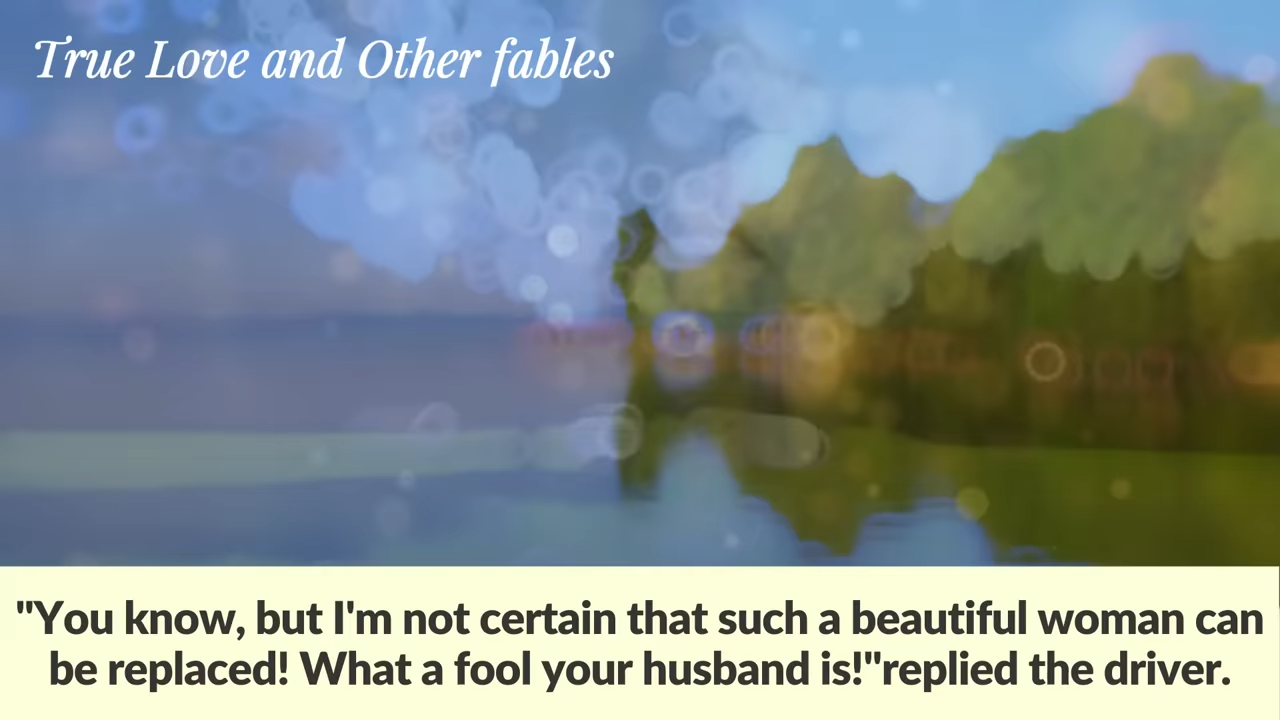 True Love and Other fables
"You know, but I'm not certain that such a beautiful woman can
be replaced! What a fool your husband is!"replied the driver.